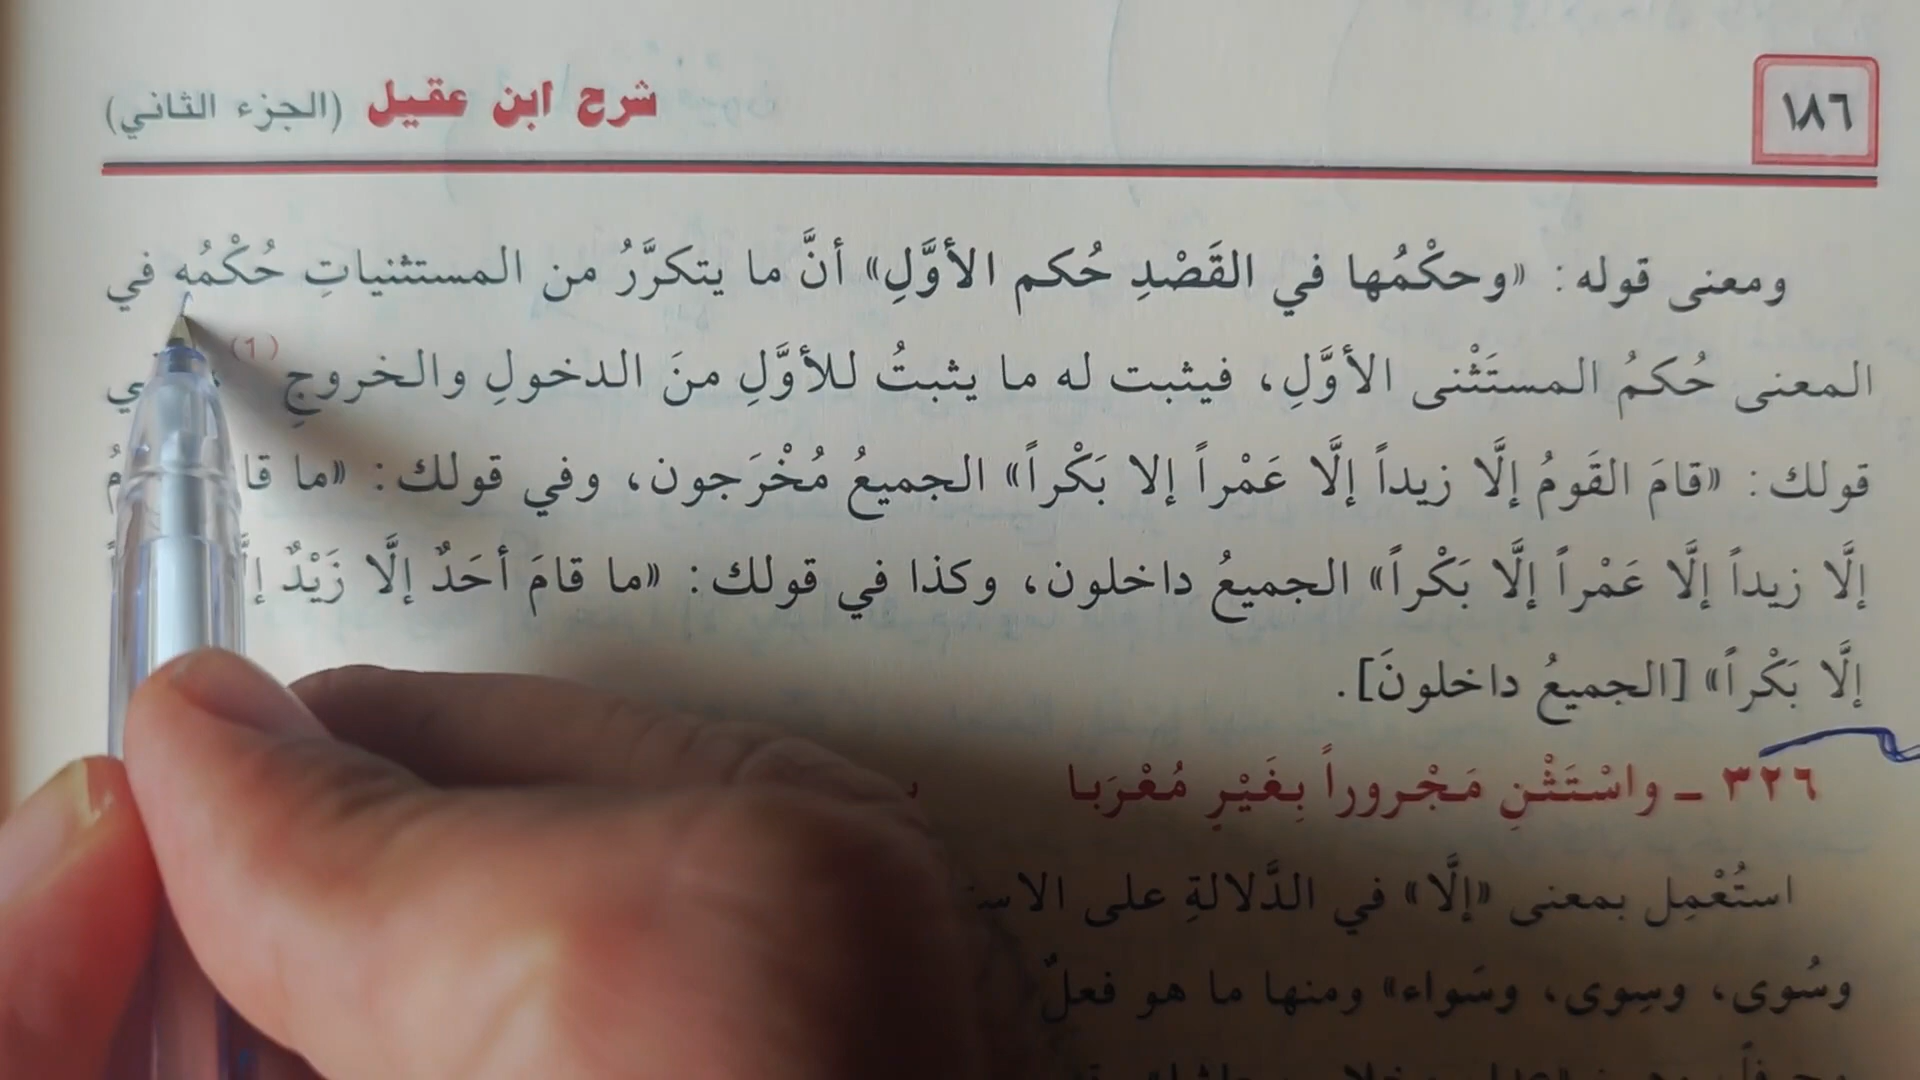 ١٨٦
شرح ابن عقيل (الجزء الثاني)
ومعنى قوله: «وحكْمُها في القَصْدِ حُكم الأوَّلِ» أنَّ ما يتكرَّرُ من المستثنياتِ حُكْمُه في
المعنى حُكمُ المستَثْنى الأوَّلِ، فيثبت له ما يثبتُ للأوَّلِ منَ الدخولِ والخروجِ (1)
قولك: «قامَ القَومُ إلَّا زيداً إلَّا عَمْراً إلا بَكْراً» الجميعُ مُخْرَجون، وفي قولك: «ما
إلَّا زيداً إلَّا عَمْراً إلَّا بَكْراً» الجميعُ داخلون، وكذا في قولك: «ما قامَ أحَدٌ إلَّا زَيْدٌ
إلَّا بَكْراً» [الجميعُ داخلونَ].
٣٢٦ ـ واسْتَثْنِ مَجْروراً بِغَيْرِ مُعْرَبا
استُعْمِل بمعنى «إلَّا» في الدَّلالةِ على
وسُوى، وسِوى، وسَواء» ومنها ما هو فعلٌ